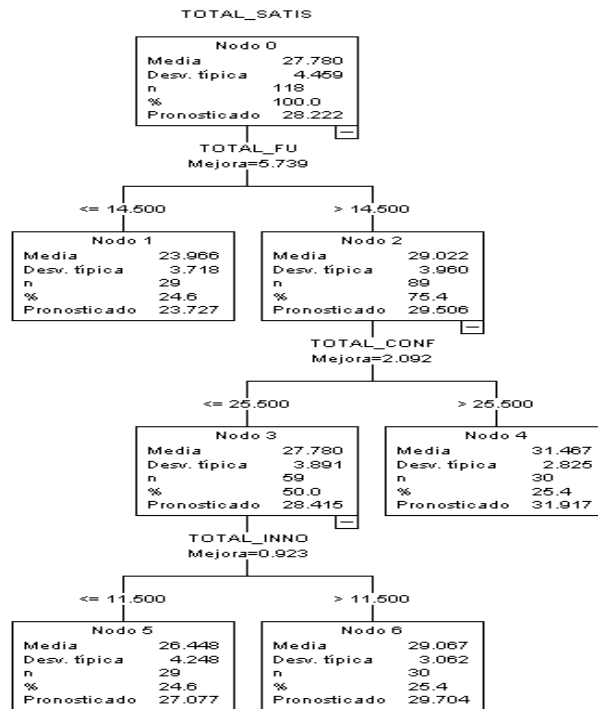 TOTAL_SATIS
Nodo 0
Media 27.780
Desv. típica 4.459
n 118
% 100.0
Pronosticado 28.222
TOTAL_FU
Mejora=5.739
<= 14.500
> 14.500
Nodo 1
Media 23.966
Desv. típica 3.718
n 29
% 24.6
Pronosticado 23.727
Nodo 2
Media 29.022
Desv. típica 3.960
n 89
% 75.4
Pronosticado 29.506
TOTAL_CONF
Mejora=2.092
<= 25.500
> 25.500
Nodo 3
Media 27.780
Desv. típica 3.891
n 59
% 50.0
Pronosticado 28.415
Nodo 4
Media 31.467
Desv. típica 2.825
n 30
% 25.4
Pronosticado 31.917
TOTAL_INNO
Mejora=0.923
<= 11.500
> 11.500
Nodo 5
Media 26.448
Desv. típica 4.248
n 29
% 24.6
Pronosticado 27.077
Nodo 6
Media 29.067
Desv. típica 3.062
n 30
% 25.4
Pronosticado 29.704